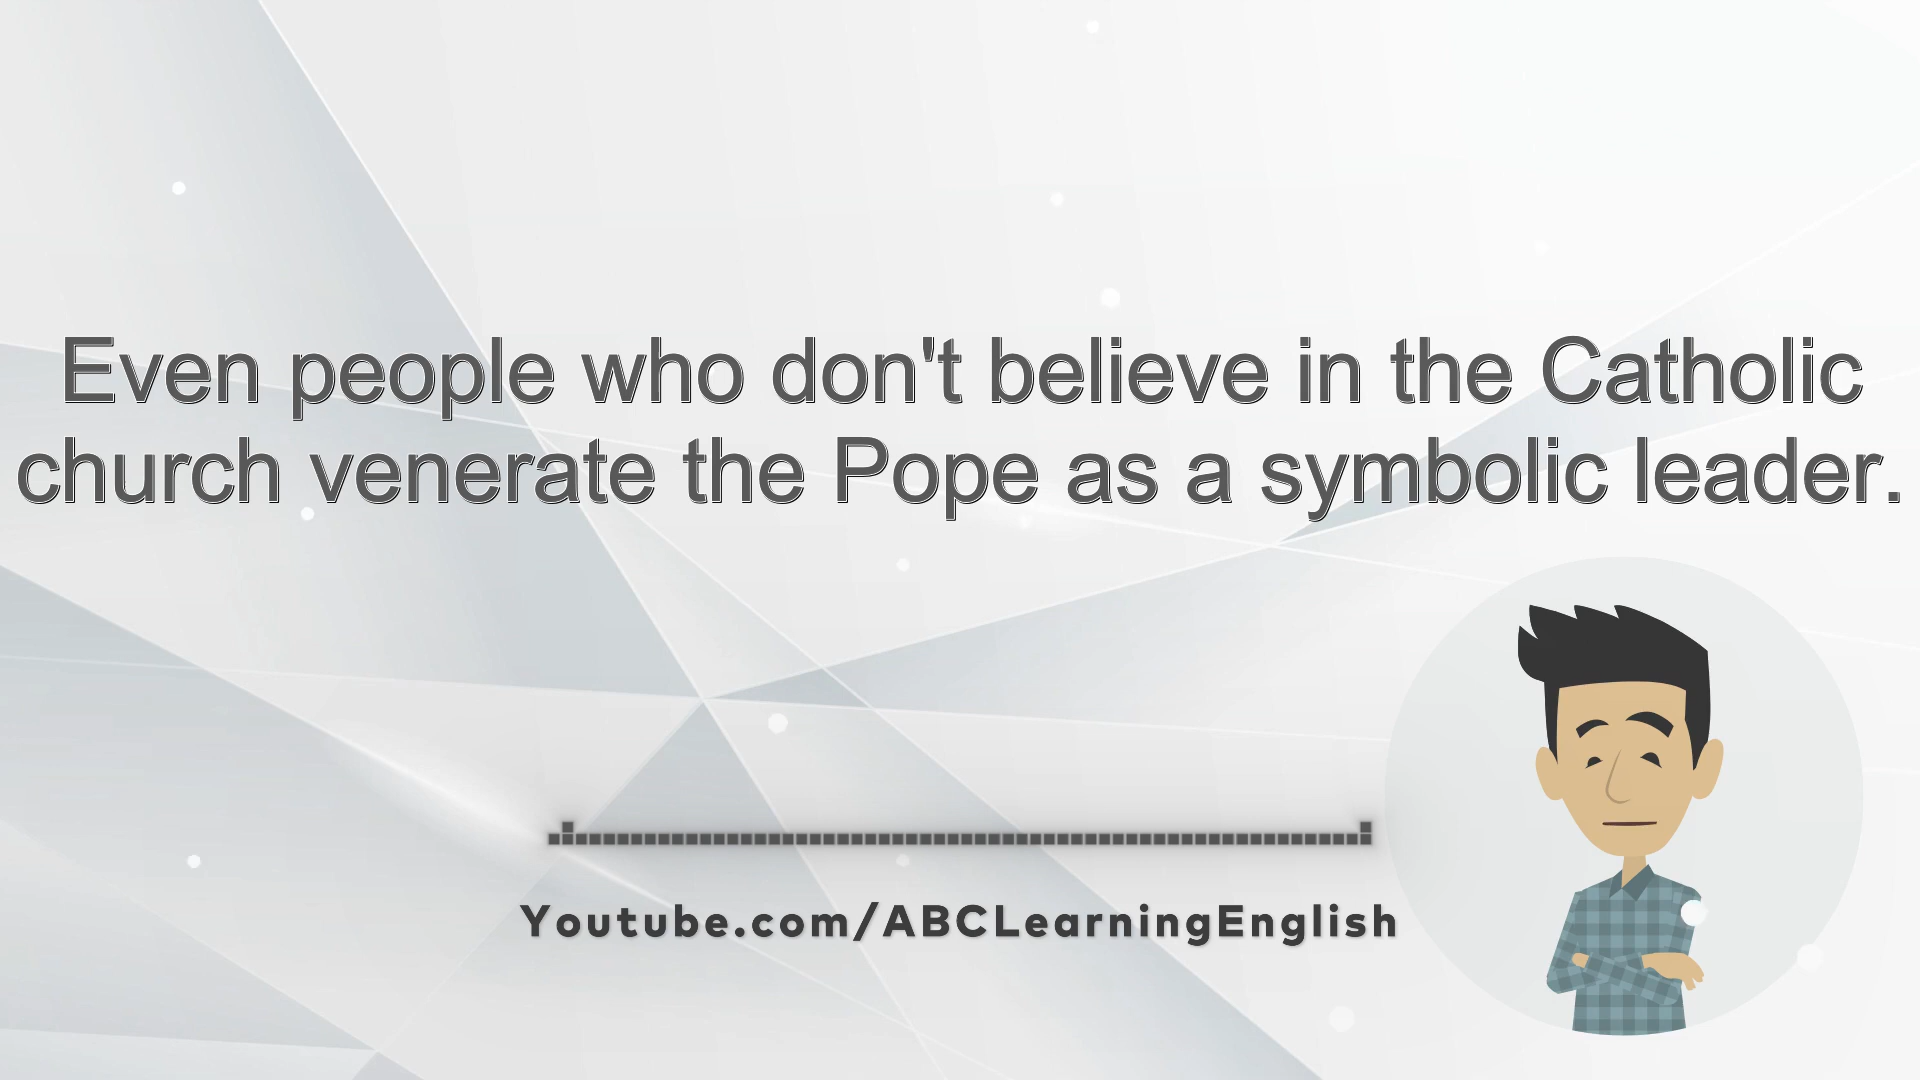 Even people who don't believe in the Catholic
church venerate the Pope as a symbolic leader.
Youtube.com/ABCLearningEnglish